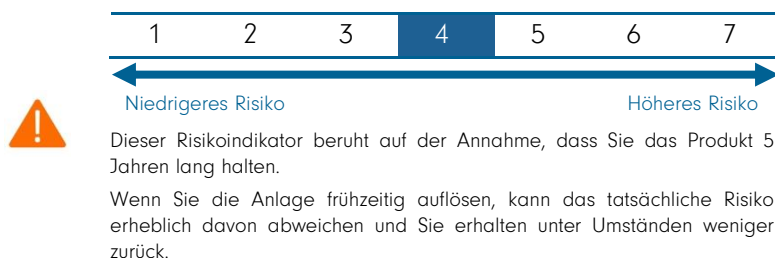 1 2 3 4 5 6 7
Niedrigeres Risiko Höheres Risiko
Dieser Risikoindikator beruht auf der Annahme, dass Sie das Produkt 5
Jahren lang halten.
Wenn Sie die Anlage frühzeitig auflösen, kann das tatsächliche Risiko
erheblich davon abweichen und Sie erhalten unter Umständen weniger
zurück.